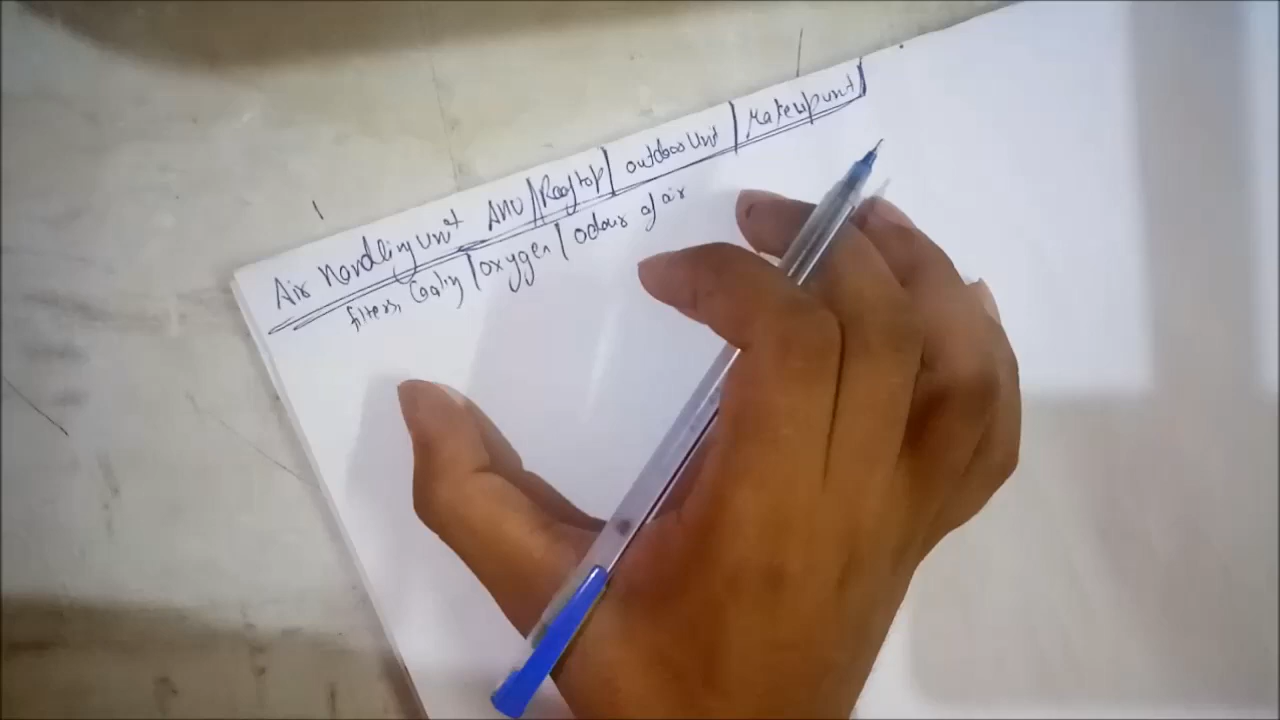 Air Handling Unit AHU/Rooftop/outdoor Unit/Makeup unit/
filters, Cooling/oxygen/odour of air